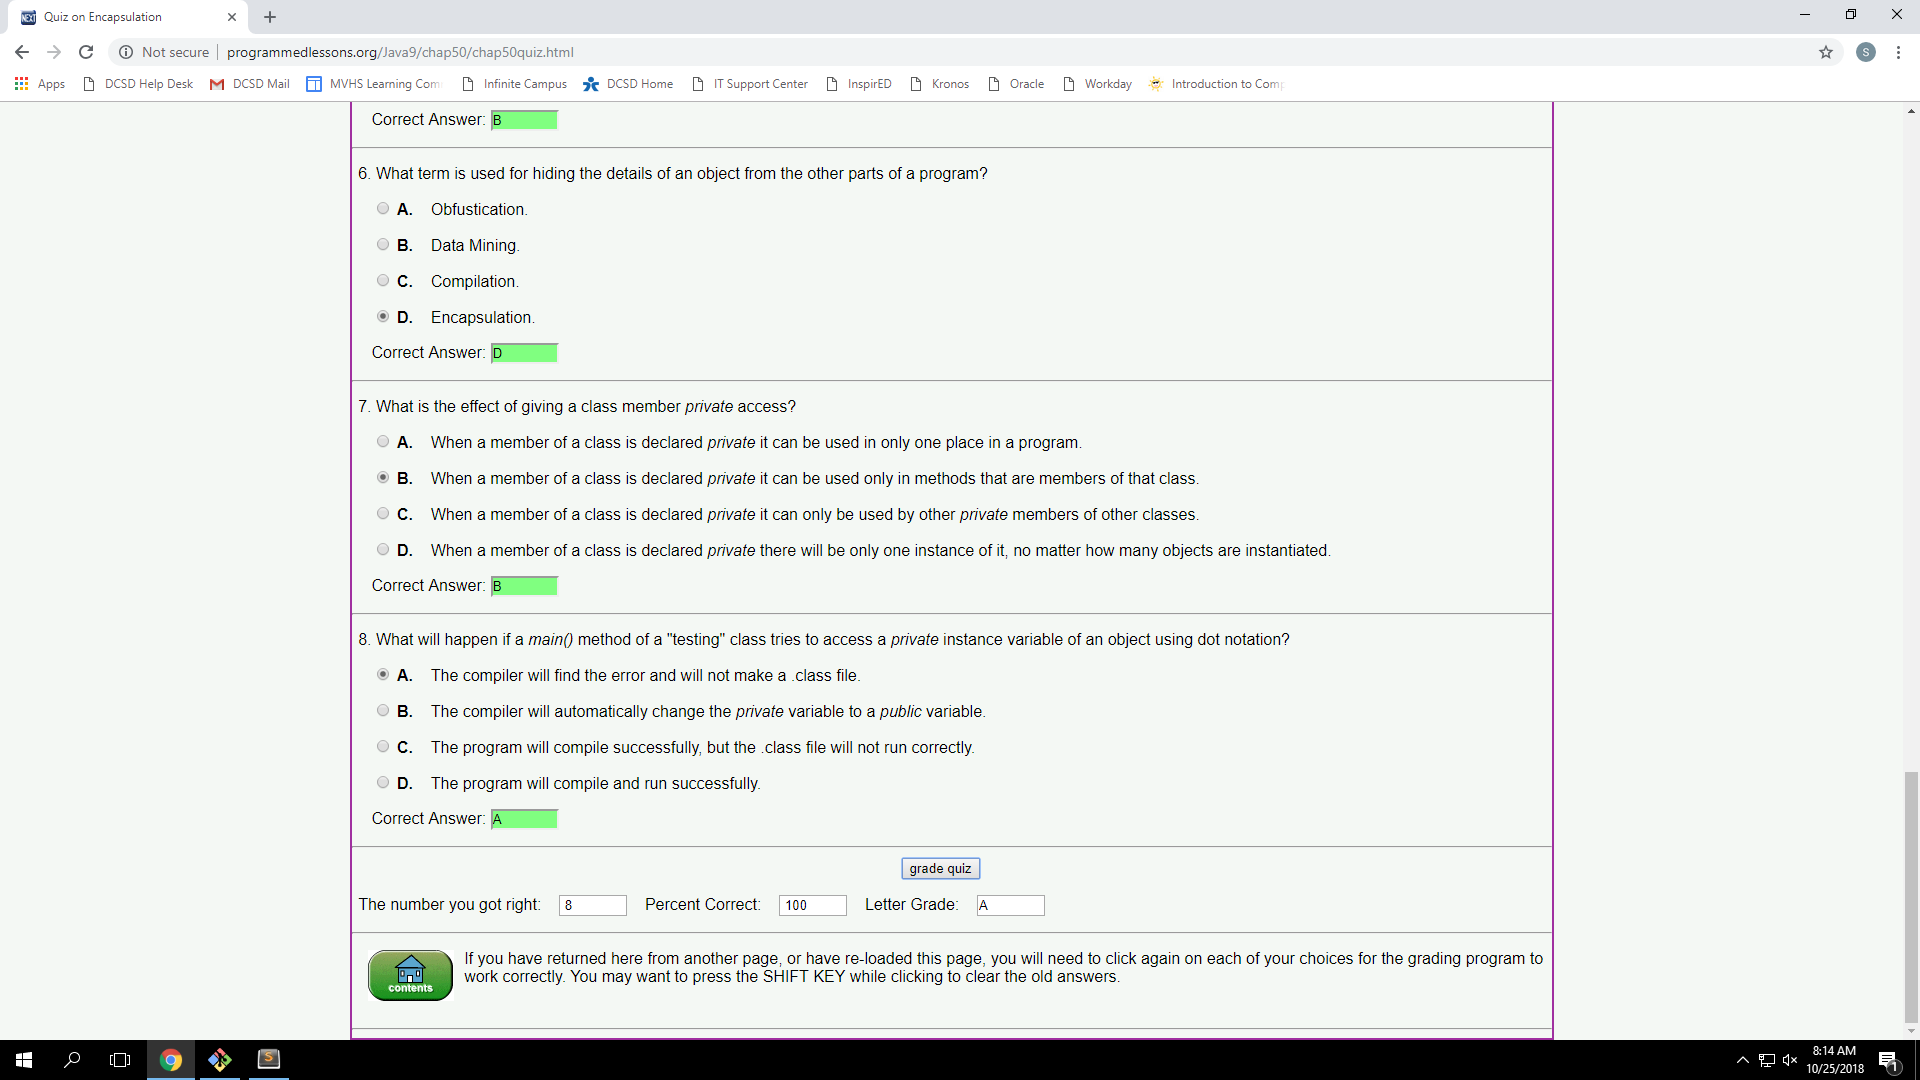 Quiz on Encapsulation
Not secure programmedlessons.org/Java9/chap50/chap50quiz.html
S
Apps DCSD Help Desk DCSD Mail MVHS Learning Com Infinite Campus DCSD Home IT Support Center InspirED Kronos Oracle Workday Introduction to Comp
Correct Answer: B
6. What term is used for hiding the details of an object from the other parts of a program?
A. Obfustication.
B. Data Mining.
C. Compilation.
D. Encapsulation.
Correct Answer: D
7. What is the effect of giving a class member private access?
A. When a member of a class is declared private it can be used in only one place in a program.
B. When a member of a class is declared private it can be used only in methods that are members of that class.
C. When a member of a class is declared private it can only be used by other private members of other classes.
D. When a member of a class is declared private there will be only one instance of it, no matter how many objects are instantiated.
Correct Answer: B
8. What will happen if a main() method of a "testing" class tries to access a private instance variable of an object using dot notation?
A. The compiler will find the error and will not make a .class file.
B. The compiler will automatically change the private variable to a public variable.
C. The program will compile successfully, but the .class file will not run correctly.
D. The program will compile and run successfully.
Correct Answer: A
grade quiz
The number you got right: 8 Percent Correct: 100 Letter Grade: A
If you have returned here from another page, or have re-loaded this page, you will need to click again on each of your choices for the grading program to
work correctly. You may want to press the SHIFT KEY while clicking to clear the old answers.
contents
8:14 AM
10/25/2018
1